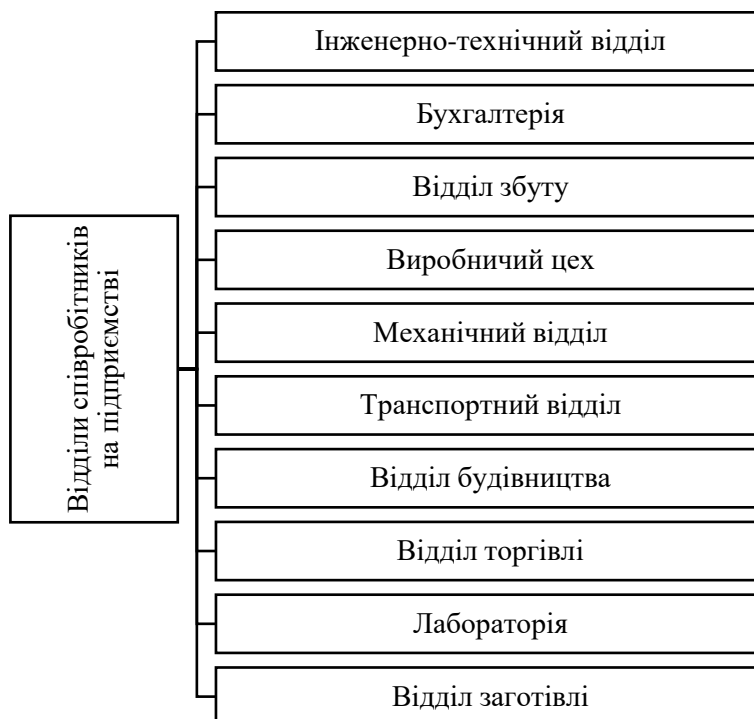 Відділи співробітників
на підприємстві
Інженерно-технічний відділ
Бухгалтерія
Відділ збуту
Виробничий цех
Механічний відділ
Транспортний відділ
Відділ будівництва
Відділ торгівлі
Лабораторія
Відділ заготівлі